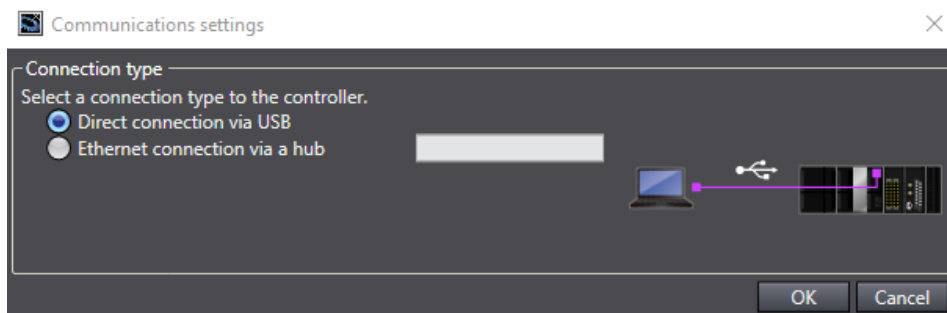 Communications settings
Connection type
Select a connection type to the controller.
Direct connection via USB
Ethernet connection via a hub
OK
Cancel